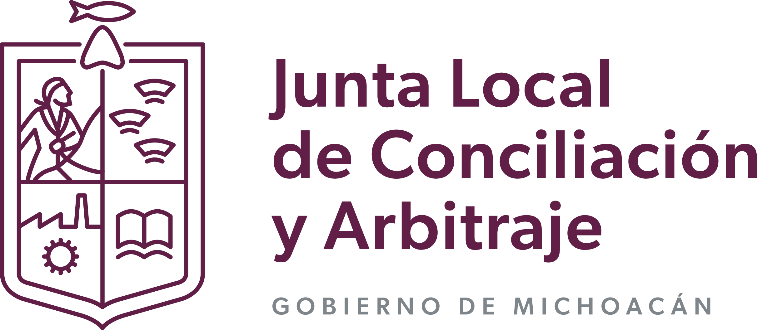 Junta Local
de Conciliación
y Arbitraje
GOBIERNO DE MICHOACÁN